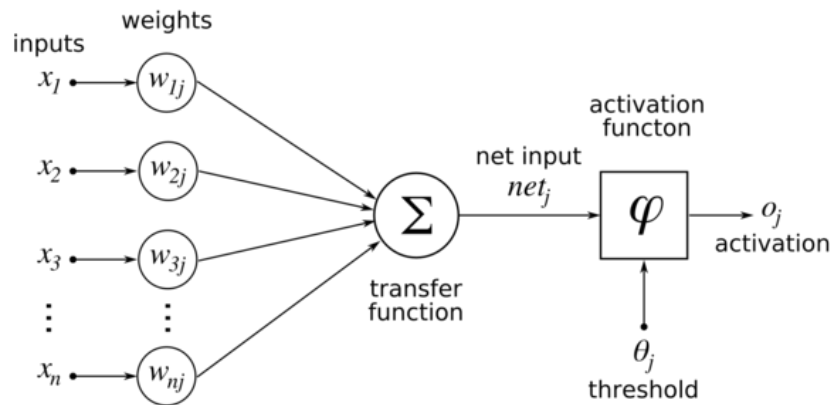 weights
inputs
x₁
w₁ⱼ
x₂
w₂ⱼ
x₃
w₃ⱼ
⋮
⋮
xₙ
wₙⱼ
Σ
transfer
function
net input
netⱼ
activation
functon
φ
oⱼ
activation
θⱼ
threshold